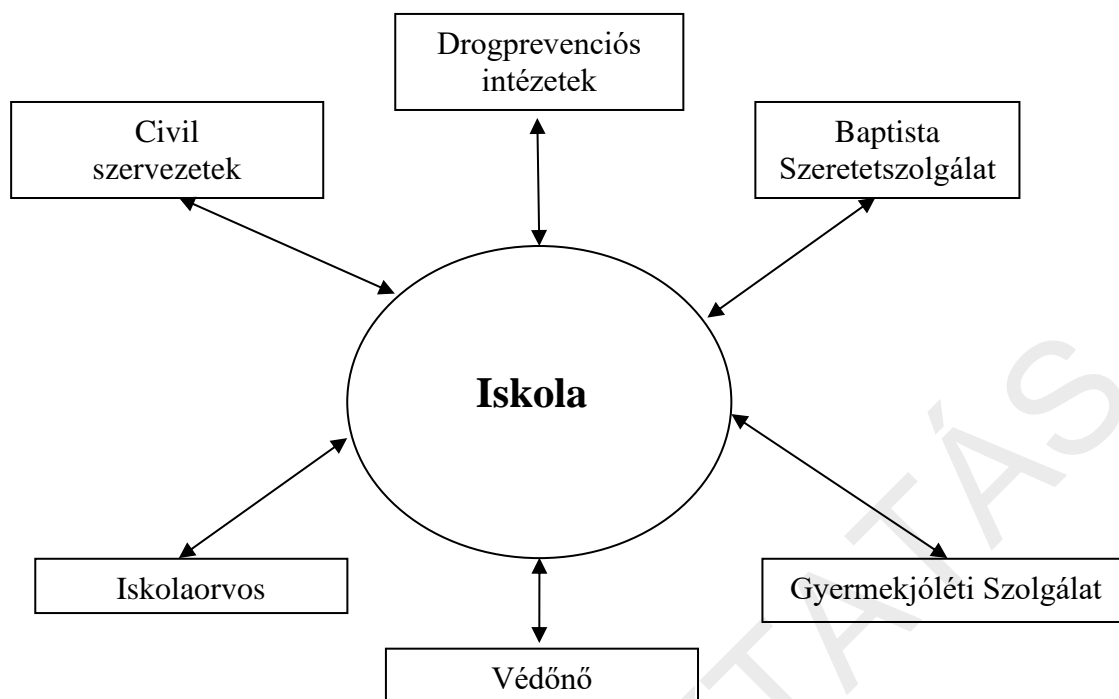 Drogprevenciós
intézetek
Civil
szervezetek
Baptista
Szeretetszolgálat
Iskola
Iskolaorvos
Gyermekjóléti Szolgálat
Védőnő